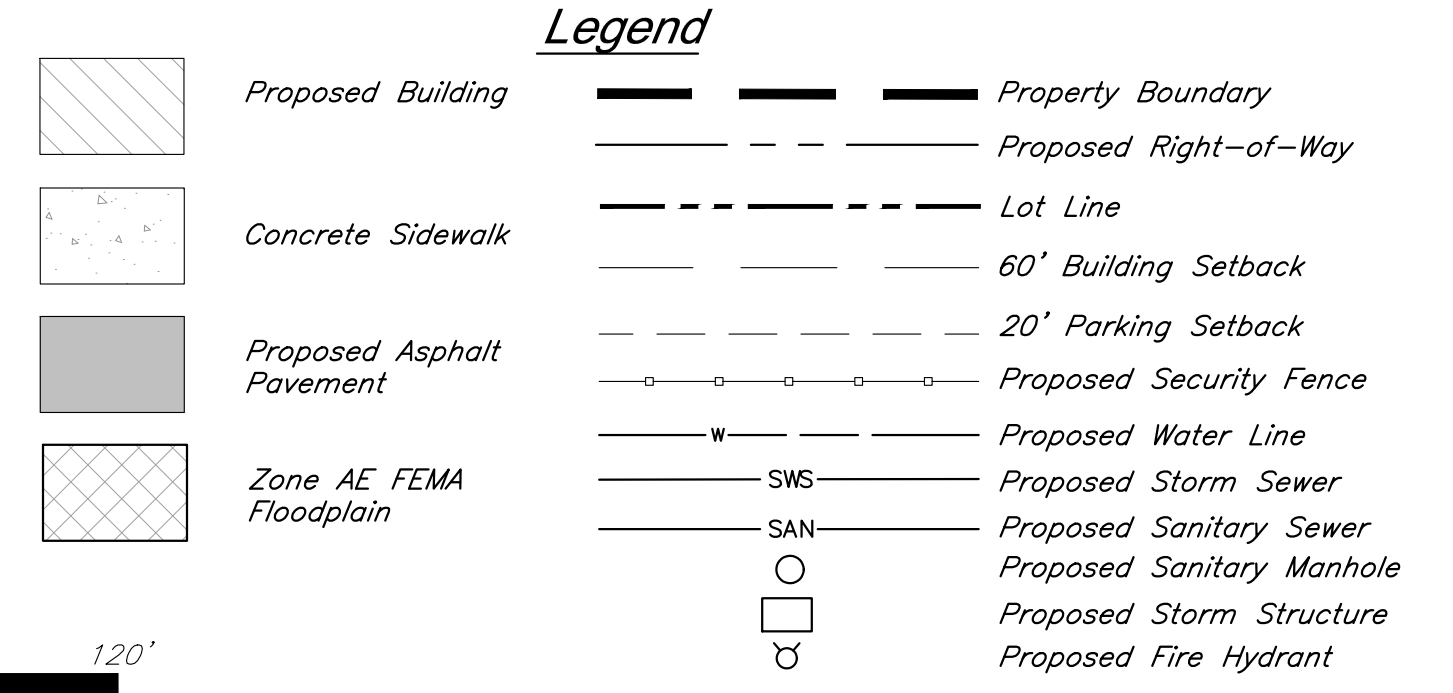 Legend
Proposed Building
Concrete Sidewalk
Proposed Asphalt
Pavement
Zone AE FEMA
Floodplain
120'
Property Boundary
Proposed Right-of-Way
Lot Line
60' Building Setback
20' Parking Setback
Proposed Security Fence
W
Proposed Water Line
SWS
Proposed Storm Sewer
SAN
Proposed Sanitary Sewer
Proposed Sanitary Manhole
Proposed Storm Structure
Proposed Fire Hydrant